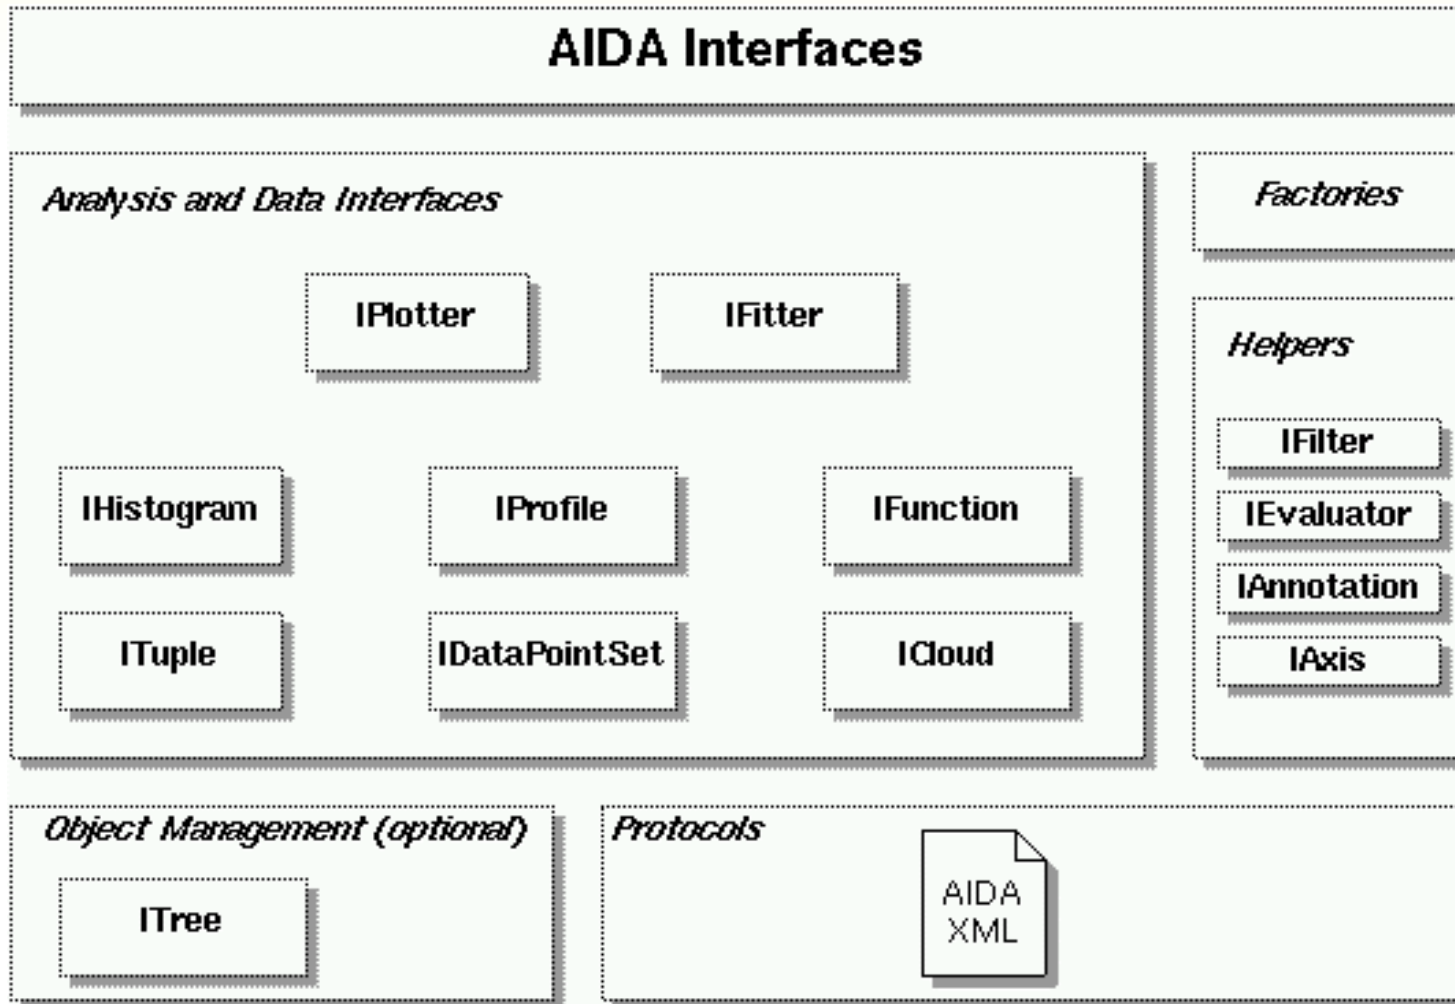 AIDA Interfaces
Analysis and Data Interfaces
IPlotter
IFitter
IHistogram
IProfile
IFunction
ITuple
IDataPointSet
ICloud
Factories
Helpers
IFilter
IEvaluator
IAnnotation
IAxis
Object Management (optional)
ITree
Protocols
AIDA
XML